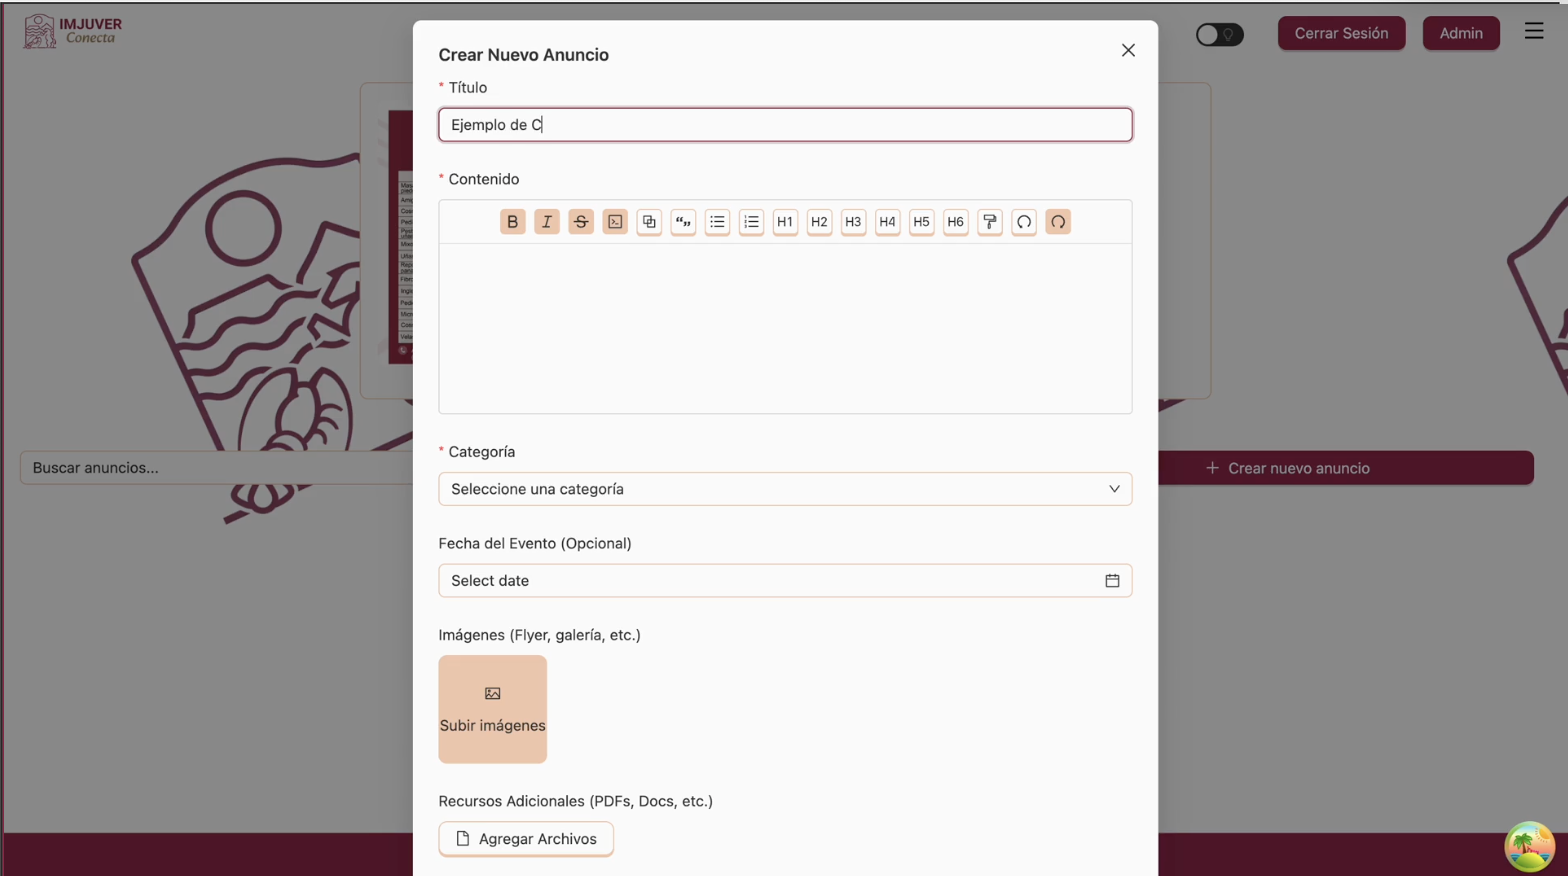 IMJUVER
Conecta
Cerrar Sesión
Admin
Crear Nuevo Anuncio
* Título
Ejemplo de C
* Contenido
B I S H1 H2 H3 H4 H5 H6
* Categoría
Seleccione una categoría
Buscar anuncios...
+ Crear nuevo anuncio
Fecha del Evento (Opcional)
Select date
Imágenes (Flyer, galería, etc.)
Subir imágenes
Recursos Adicionales (PDFs, Docs, etc.)
Agregar Archivos